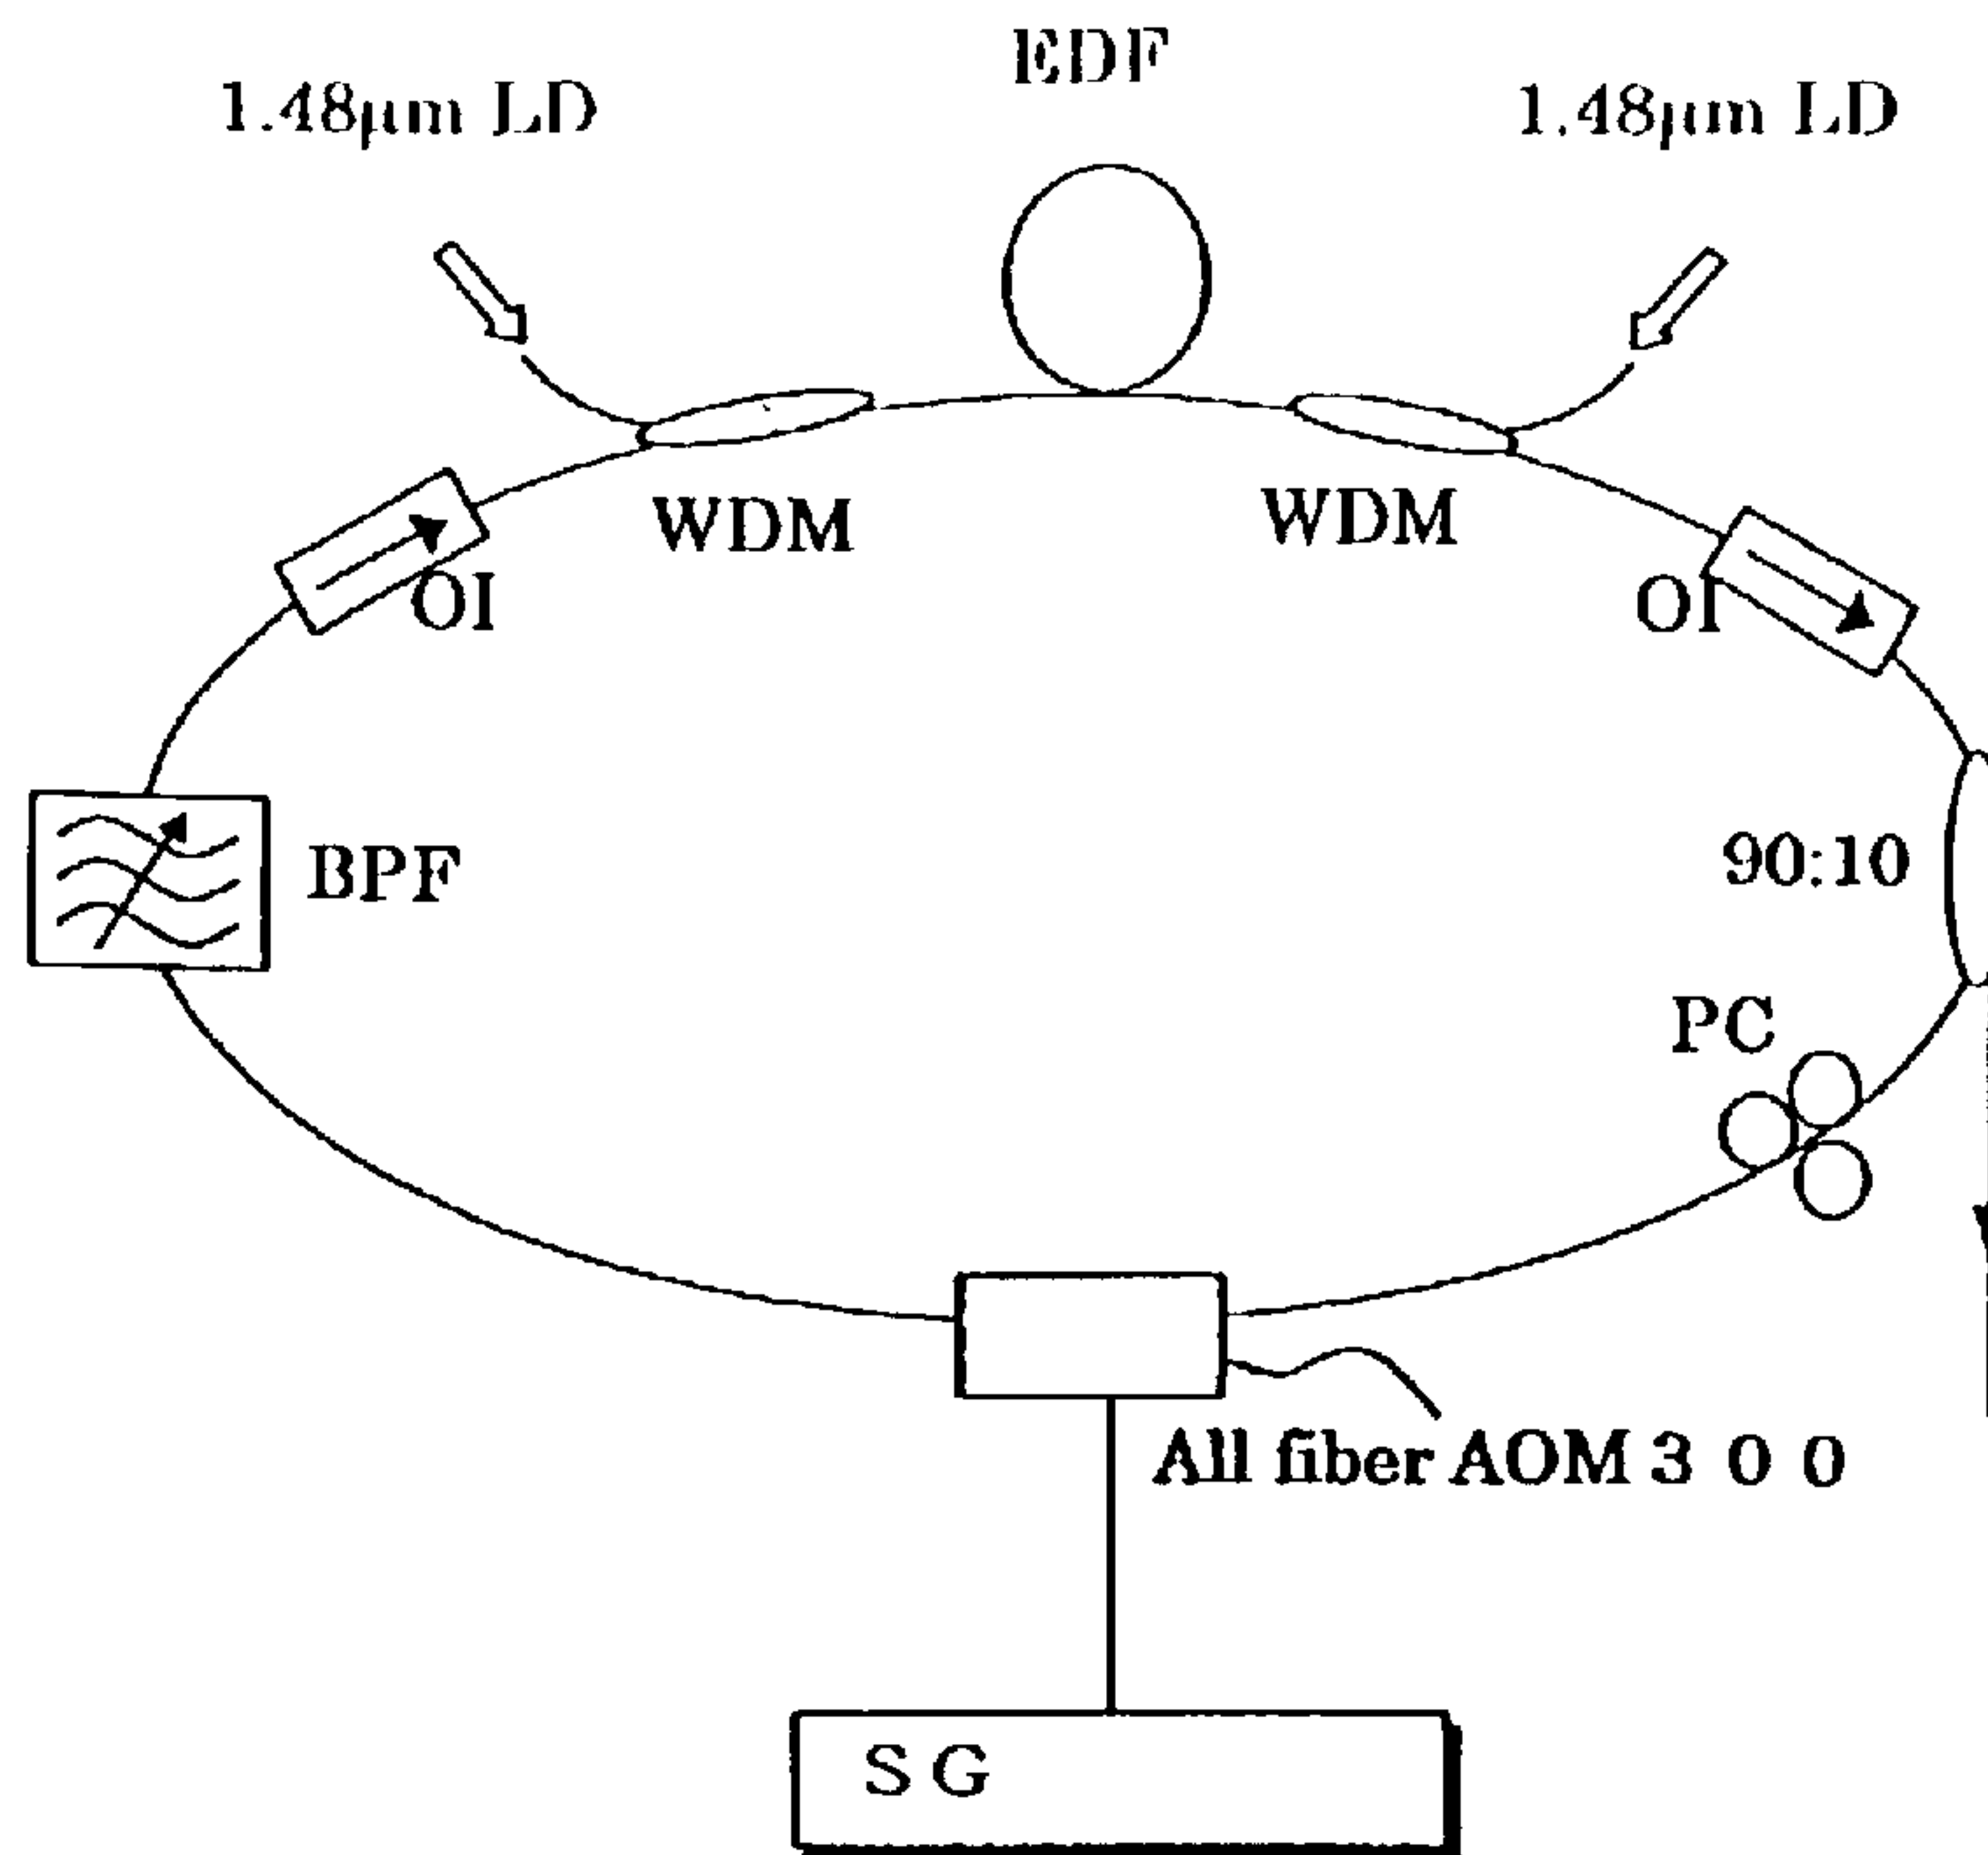 EDF
1.48μm LD
1.48μm LD
WDM
WDM
OI
OI
BPF
90:10
PC
All fiber AOM 3 0 0
S G